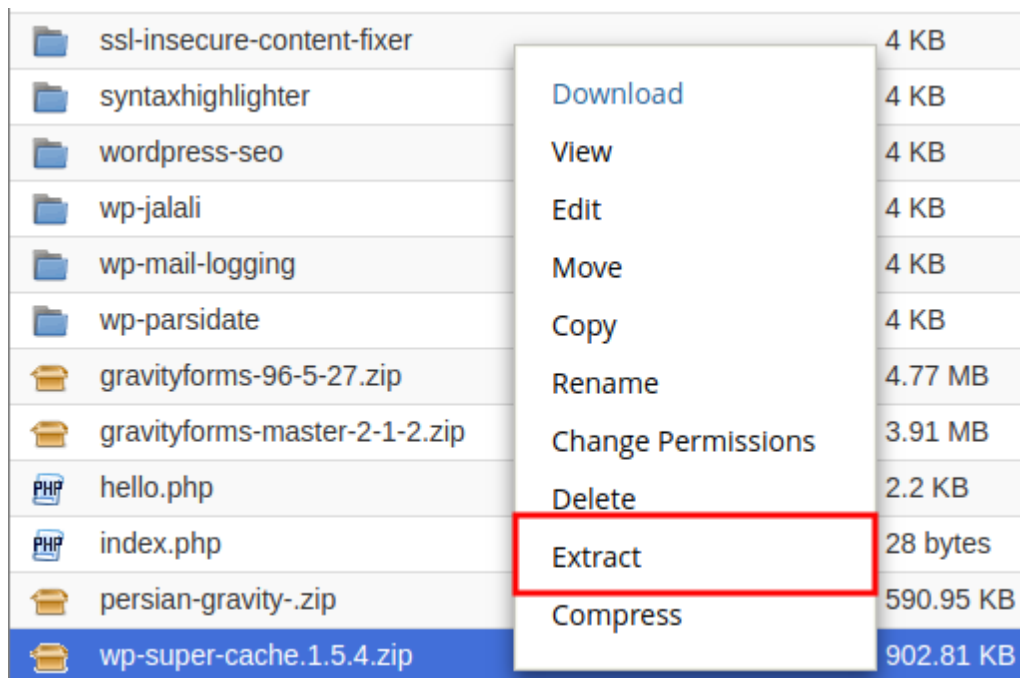 ssl-insecure-content-fixer 4 KB
syntaxhighlighter 4 KB
wordpress-seo 4 KB
wp-jalali 4 KB
wp-mail-logging 4 KB
wp-parsidate 4 KB
gravityforms-96-5-27.zip 4.77 MB
gravityforms-master-2-1-2.zip 3.91 MB
PHP hello.php 2.2 KB
PHP index.php 28 bytes
persian-gravity-.zip 590.95 KB
wp-super-cache.1.5.4.zip 902.81 KB
Download
View
Edit
Move
Copy
Rename
Change Permissions
Delete
Extract
Compress